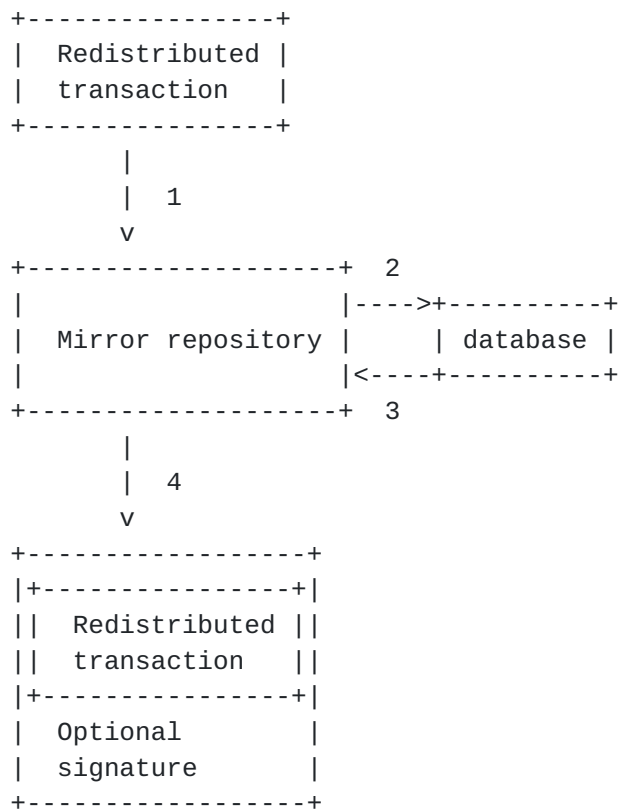 +----------------+
|  Redistributed |
|  transaction   |
+----------------+
       |
       |  1
       v
+--------------------+  2
|                    |---->+----------+
|  Mirror repository |     | database |
|                    |<----+----------+
+--------------------+  3
       |
       |  4
       v
+------------------+
|+----------------+|
||  Redistributed ||
||  transaction   ||
|+----------------+|
|  Optional        |
|  signature       |
+------------------+